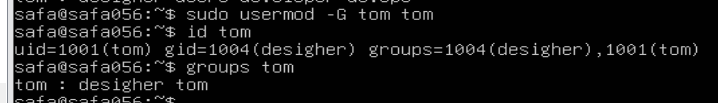 safa@safa056:~$ sudo usermod -G tom tom
safa@safa056:~$ id tom
uid=1001(tom) gid=1004(desigher) groups=1004(desigher),1001(tom)
safa@safa056:~$ groups tom
tom : desigher tom
safa@safa056:~$